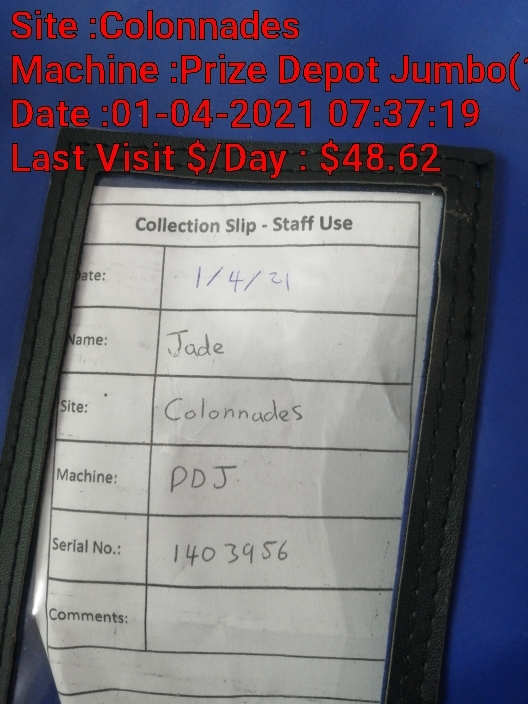 Site :Colonnades
Machine :Prize Depot Jumbo(
Date :01-04-2021 07:37:19
Last Visit $/Day : $48.62
Collection Slip - Staff Use
Date: 1/4/21
Name: Jade
Site: Colonnades
Machine: PDJ
Serial No.: 1403956
Comments: